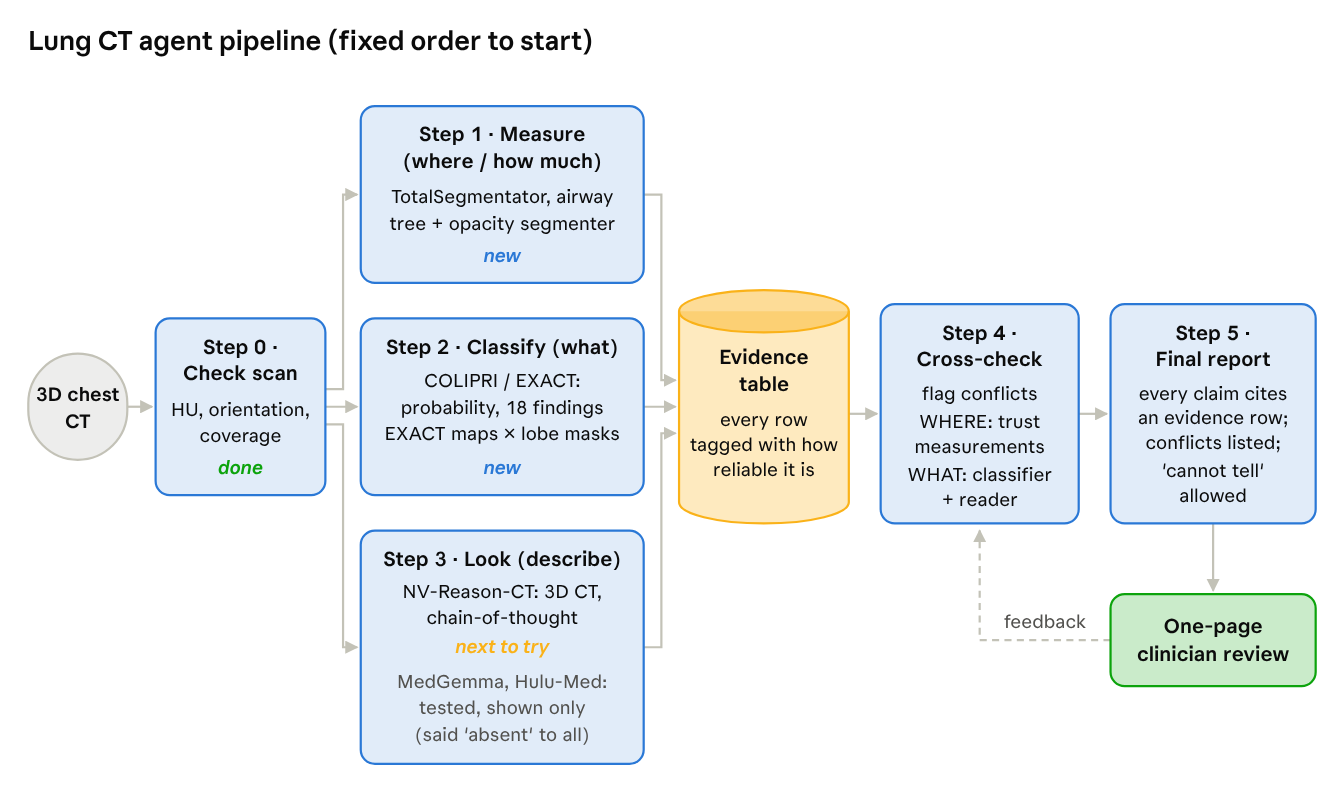 Lung CT agent pipeline (fixed order to start)
3D chest
CT
Step 0 ·
Check scan
HU, orientation,
coverage
done
Step 1 · Measure
(where / how much)
TotalSegmentator, airway
tree + opacity segmenter
new
Step 2 · Classify (what)
COLIPRI / EXACT:
probability, 18 findings
EXACT maps × lobe masks
new
Step 3 · Look (describe)
NV-Reason-CT: 3D CT,
chain-of-thought
next to try
MedGemma, Hulu-Med:
tested, shown only
(said 'absent' to all)
Evidence
table
every row
tagged with how
reliable it is
Step 4 ·
Cross-check
flag conflicts
WHERE: trust
measurements
WHAT: classifier
+ reader
Step 5 ·
Final report
every claim cites
an evidence row;
conflicts listed;
'cannot tell'
allowed
feedback
One-page
clinician review